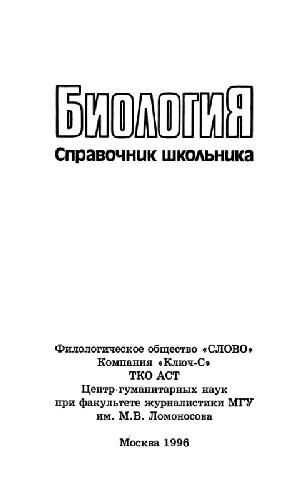 БИОЛОГИЯ
Справочник школьника
Филологическое общество «СЛОВО»
Компания «Ключ-С»
ТКО АСТ
Центр гуманитарных наук
при факультете журналистики МГУ
им. М.В. Ломоносова
Москва 1996